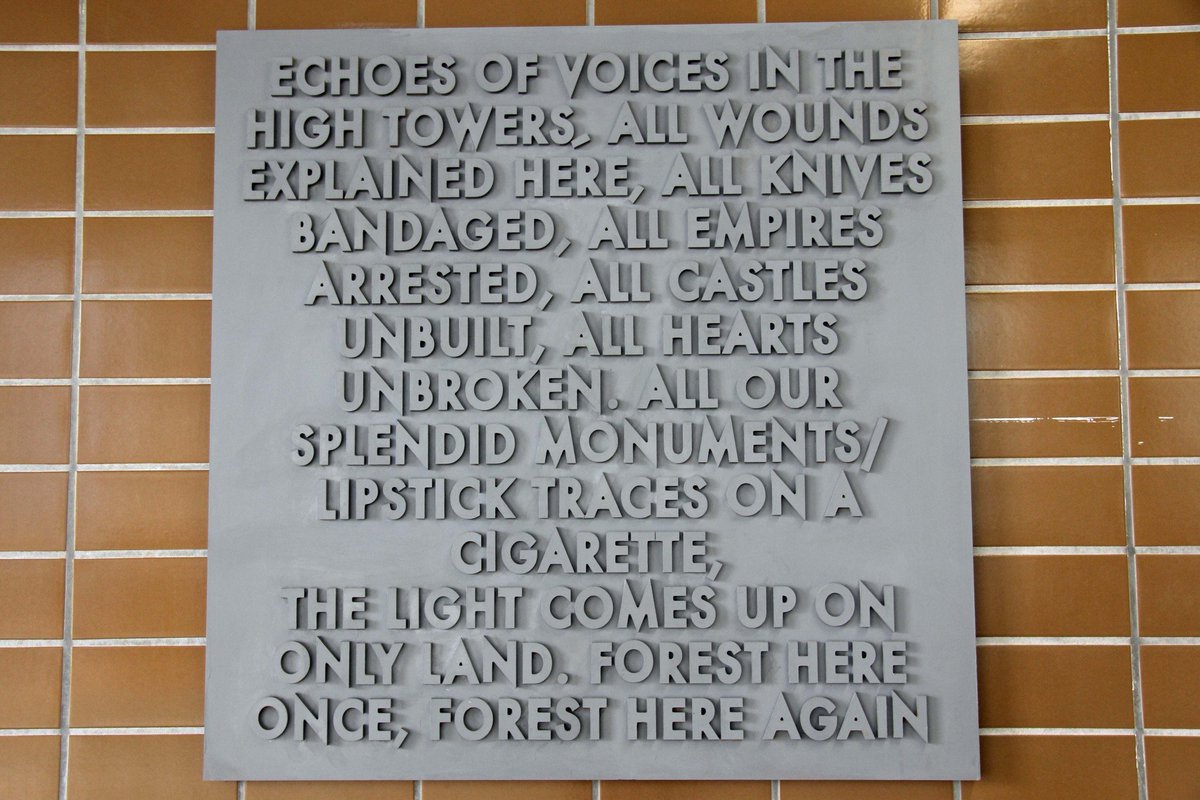 ECHOES OF VOICES IN THE
HIGH TOWERS, ALL WOUNDS
EXPLAINED HERE, ALL KNIVES
BANDAGED, ALL EMPIRES
ARRESTED, ALL CASTLES
UNBUILT, ALL HEARTS
UNBROKEN. ALL OUR
SPLENDID MONUMENTS/
LIPSTICK TRACES ON A
CIGARETTE,
THE LIGHT COMES UP ON
ONLY LAND. FOREST HERE
ONCE, FOREST HERE AGAIN